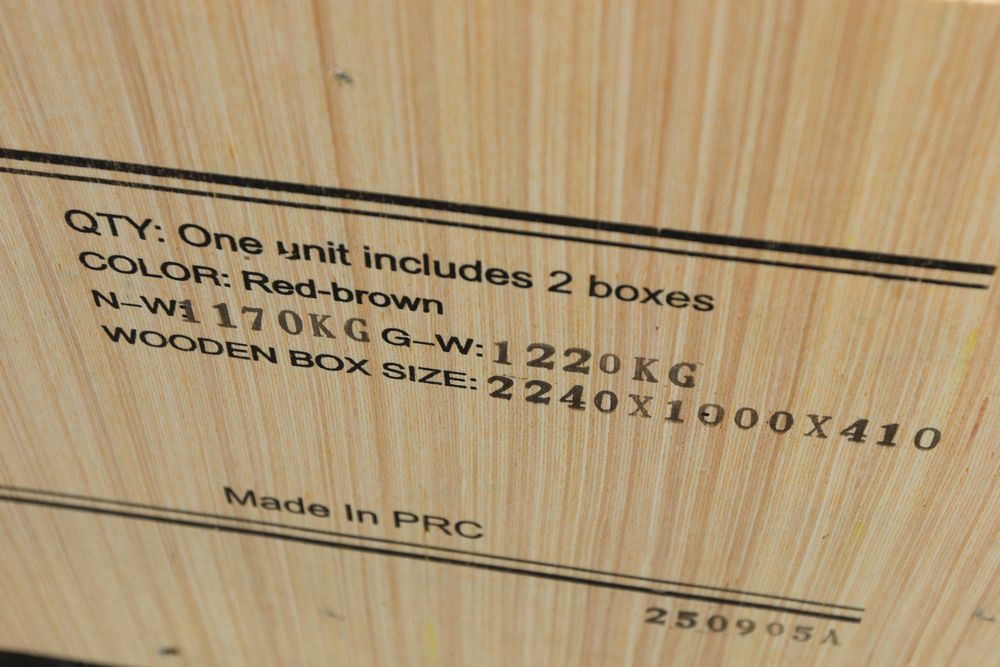 QTY: One unit includes 2 boxes
COLOR: Red-brown
N-W:1170KG G-W:1220KG
WOODEN BOX SIZE:2240X1000X410
Made In PRC
250905A